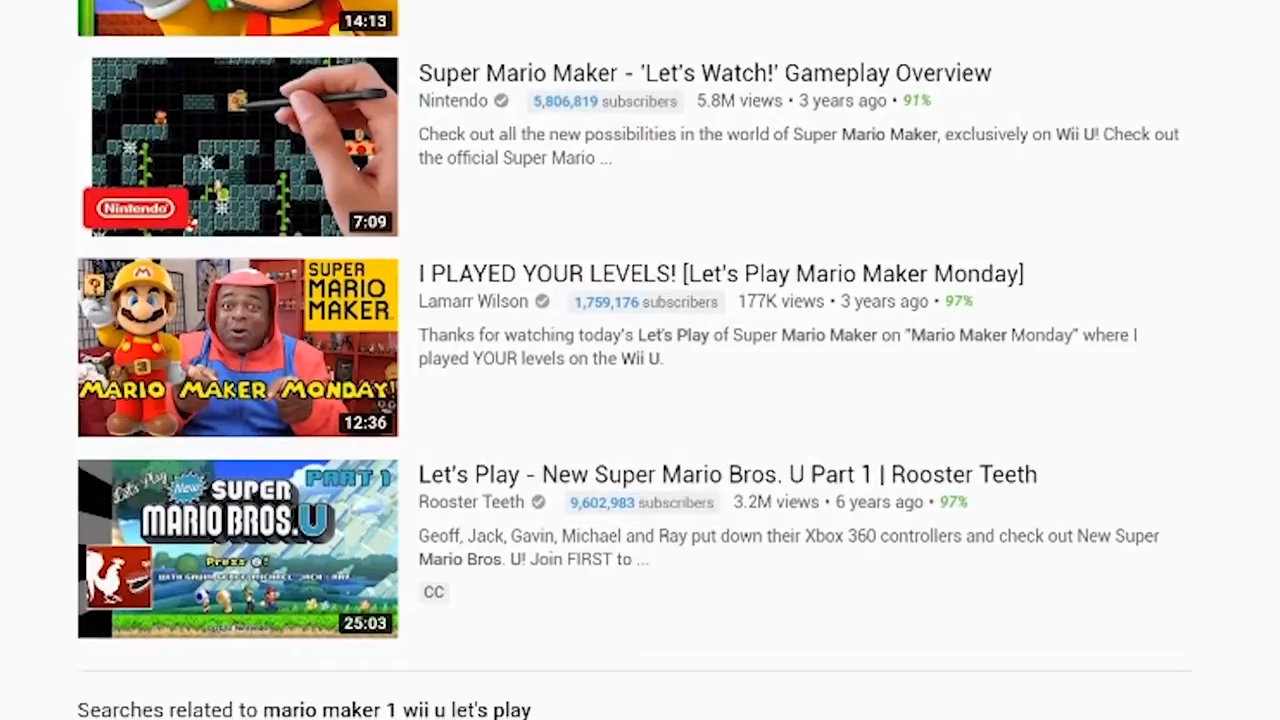 14:13
Super Mario Maker - 'Let's Watch!' Gameplay Overview
Nintendo 5,806,819 subscribers 5.8M views • 3 years ago • 91%
Check out all the new possibilities in the world of Super Mario Maker, exclusively on Wii U! Check out
the official Super Mario ...
Nintendo
7:09
I PLAYED YOUR LEVELS! [Let's Play Mario Maker Monday]
Lamarr Wilson 1,759,176 subscribers 177K views • 3 years ago • 97%
Thanks for watching today's Let's Play of Super Mario Maker on "Mario Maker Monday" where I
played YOUR levels on the Wii U.
SUPER
MARIO
MAKER
MARIO MAKER MONDAY!
12:36
Let's Play - New Super Mario Bros. U Part 1 | Rooster Teeth
Rooster Teeth 9,602,983 subscribers 3.2M views • 6 years ago • 97%
Geoff, Jack, Gavin, Michael and Ray put down their Xbox 360 controllers and check out New Super
Mario Bros. U! Join FIRST to ...
CC
Let's Play PART 1
New SUPER
MARIO BROS. U
25:03
Searches related to mario maker 1 wii u let's play